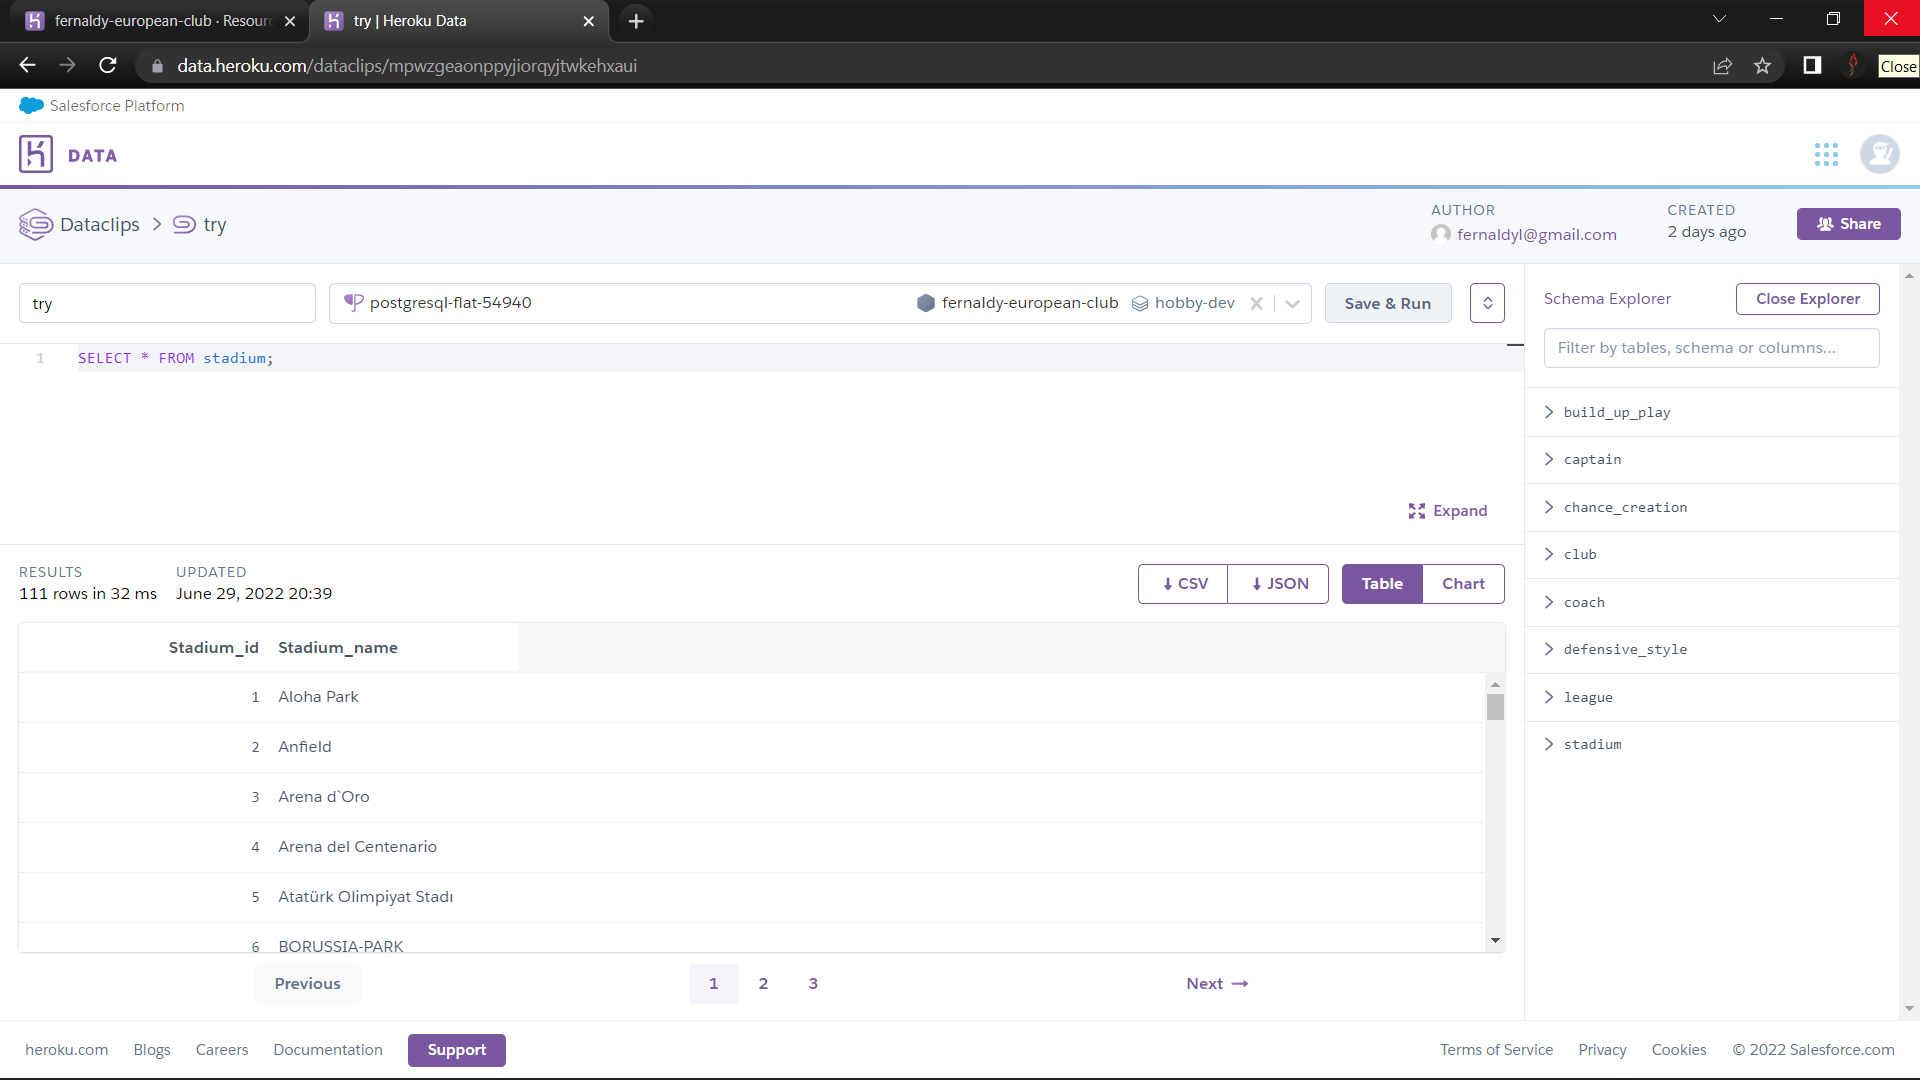 fernaldy-european-club · Resour
try | Heroku Data
data.heroku.com/dataclips/mpwzgeaonppyjiorqyjtwkehxaui
Close
Salesforce Platform
DATA
Dataclips
try
AUTHOR
fernaldyl@gmail.com
CREATED
2 days ago
Share
try
postgresql-flat-54940
fernaldy-european-club
hobby-dev
Save & Run
Schema Explorer
Close Explorer
Filter by tables, schema or columns...
1 SELECT * FROM stadium;
build_up_play
captain
chance_creation
club
coach
defensive_style
league
stadium
Expand
RESULTS
111 rows in 32 ms
UPDATED
June 29, 2022 20:39
CSV
JSON
Table
Chart
Stadium_id Stadium_name
1 Aloha Park
2 Anfield
3 Arena d`Oro
4 Arena del Centenario
5 Atatürk Olimpiyat Stadı
6 BORUSSIA-PARK
Previous
1 2 3
Next
heroku.com
Blogs
Careers
Documentation
Support
Terms of Service
Privacy
Cookies
© 2022 Salesforce.com